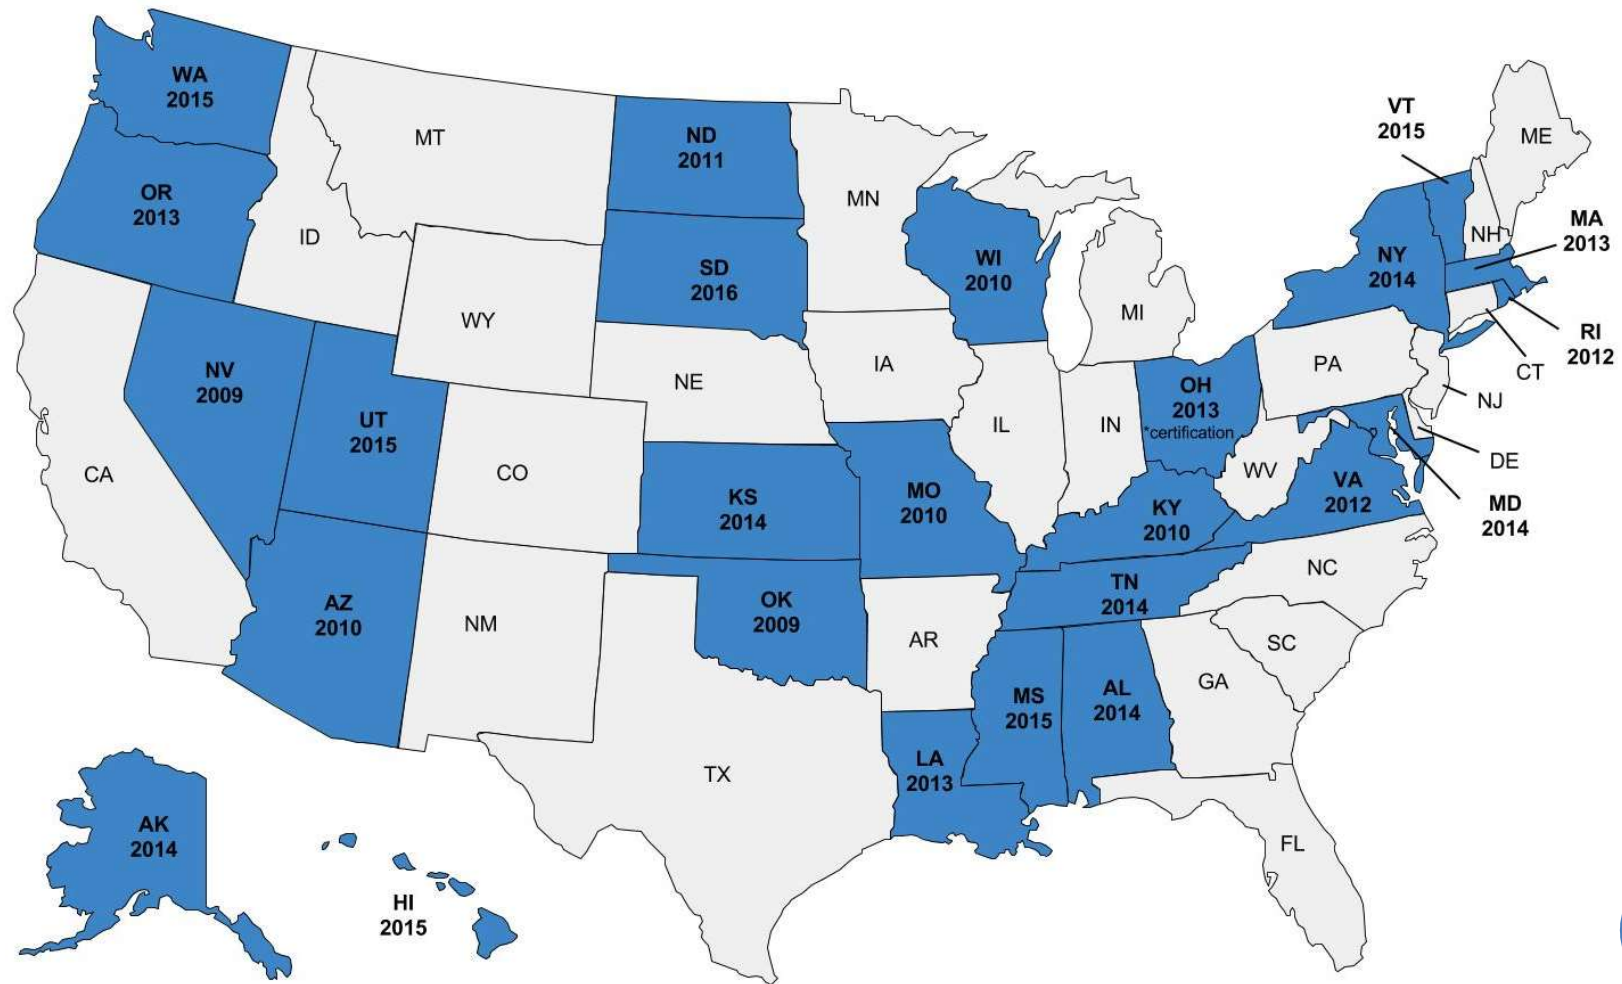 WA
2015
OR
2013
MT
ID
ND
2011
MN
SD
2016
WI
2010
WY
NV
2009
UT
2015
CA
NE
IA
CO
KS
2014
MO
2010
IL
IN
MI
OH
2013
*certification
KY
2010
WV
VA
2012
PA
NY
2014
VT
2015
ME
NH
MA
2013
RI
2012
CT
NJ
DE
MD
2014
NC
TN
2014
SC
AZ
2010
NM
OK
2009
AR
MS
2015
AL
2014
GA
LA
2013
TX
FL
AK
2014
HI
2015